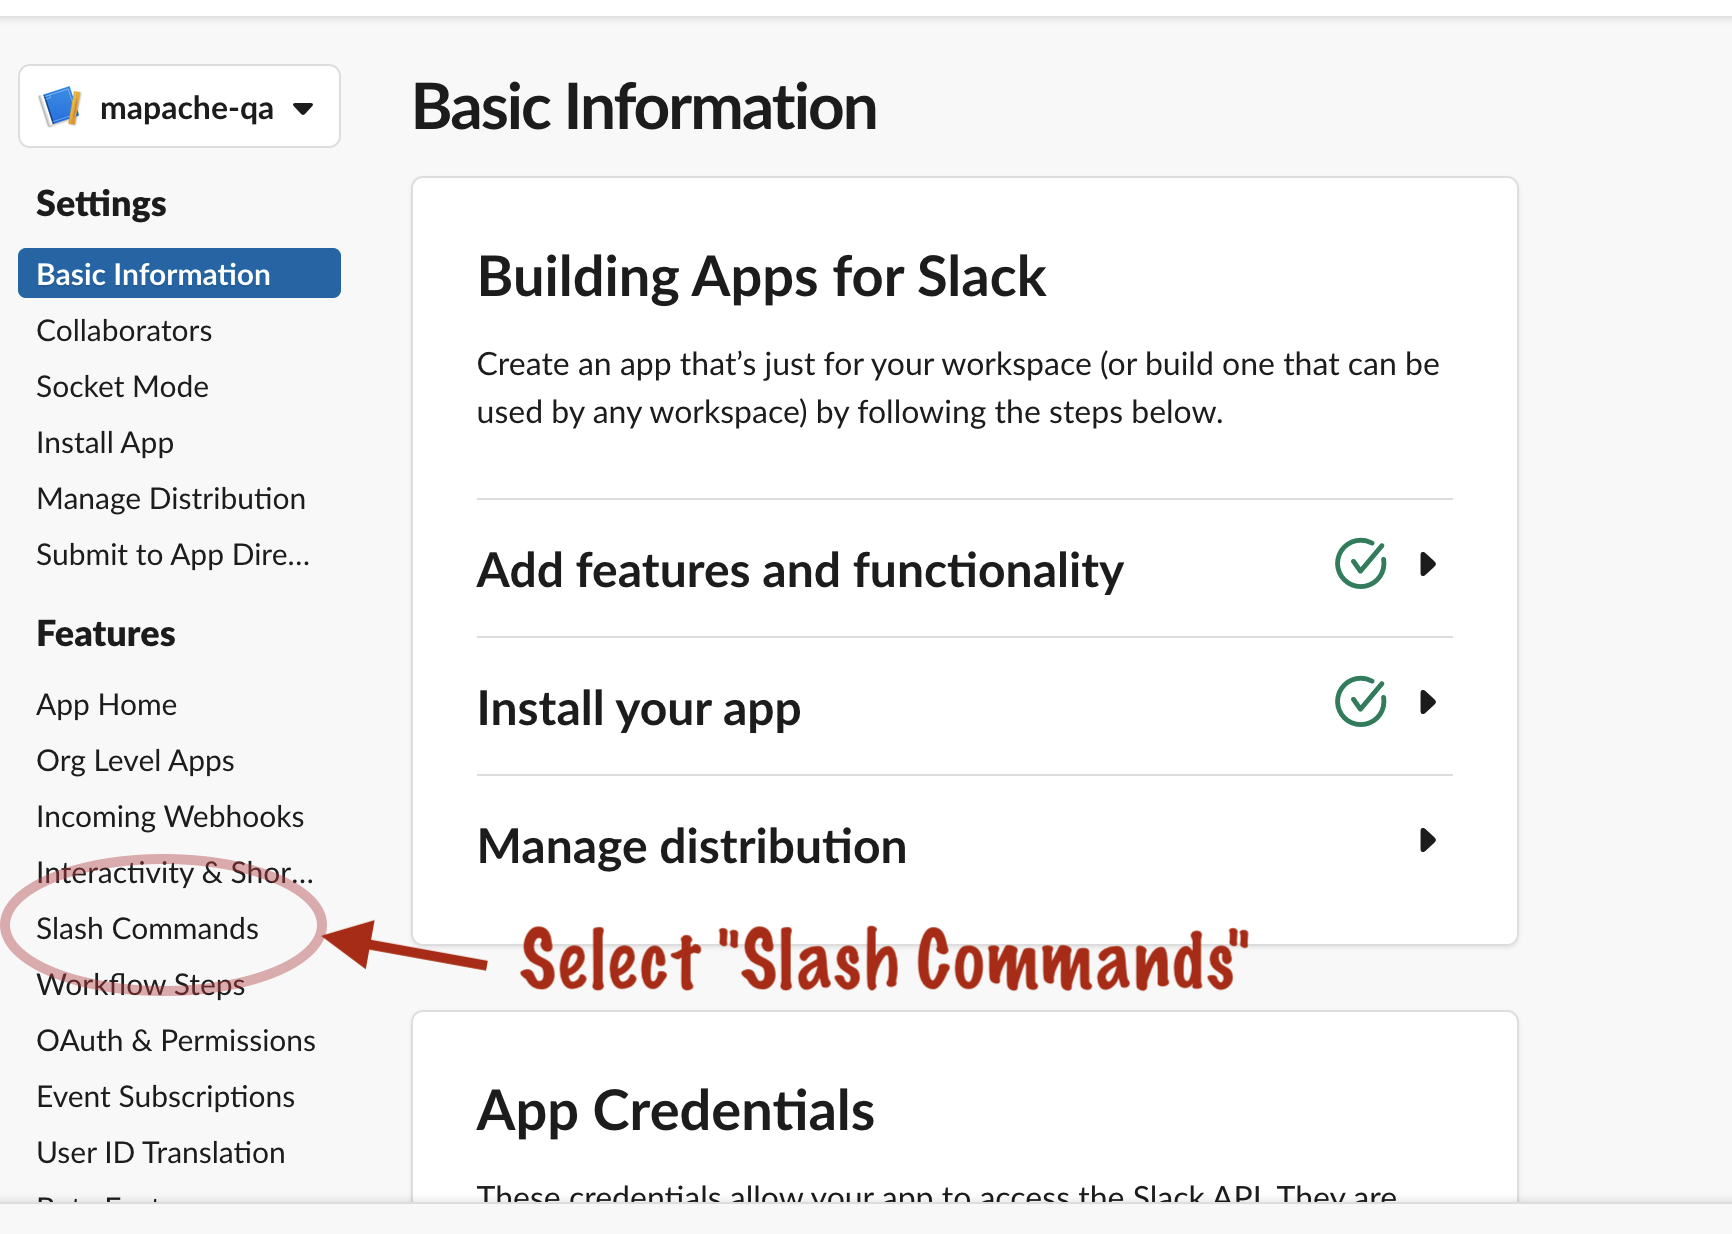 mapache-qa
Settings
Basic Information
Collaborators
Socket Mode
Install App
Manage Distribution
Submit to App Dire...
Features
App Home
Org Level Apps
Incoming Webhooks
Interactivity & Shor...
Slash Commands
Workflow Steps
OAuth & Permissions
Event Subscriptions
User ID Translation
Basic Information
Building Apps for Slack
Create an app that’s just for your workspace (or build one that can be
used by any workspace) by following the steps below.
Add features and functionality
Install your app
Manage distribution
Select "Slash Commands"
App Credentials
These credentials allow your app to access the Slack API. They are